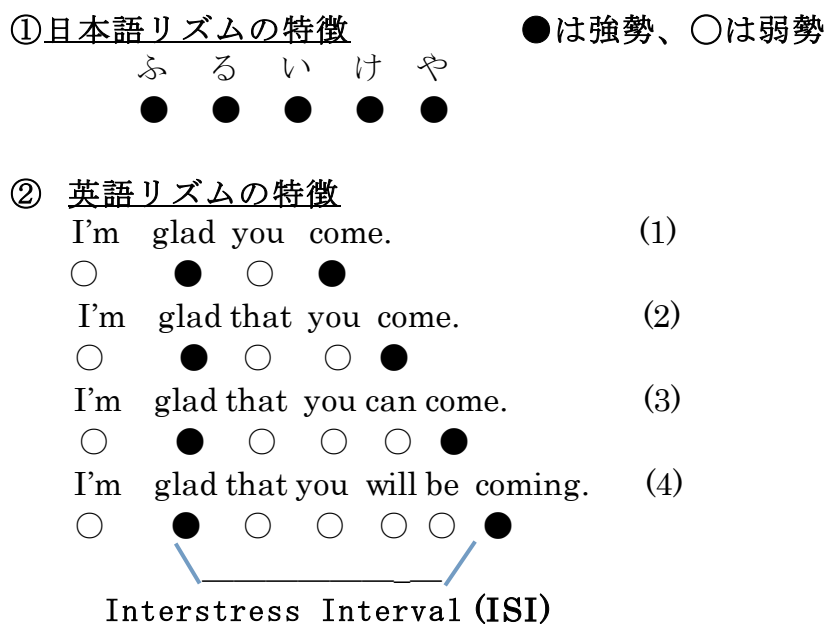 ①日本語リズムの特徴 ●は強勢、○は弱勢
ふ る い け や
● ● ● ● ●
② 英語リズムの特徴
I’m glad you come. (1)
○ ● ○ ●
I’m glad that you come. (2)
○ ● ○ ○ ●
I’m glad that you can come. (3)
○ ● ○ ○ ○ ●
I’m glad that you will be coming. (4)
○ ● ○ ○ ○ ○ ●
Interstress Interval (ISI)